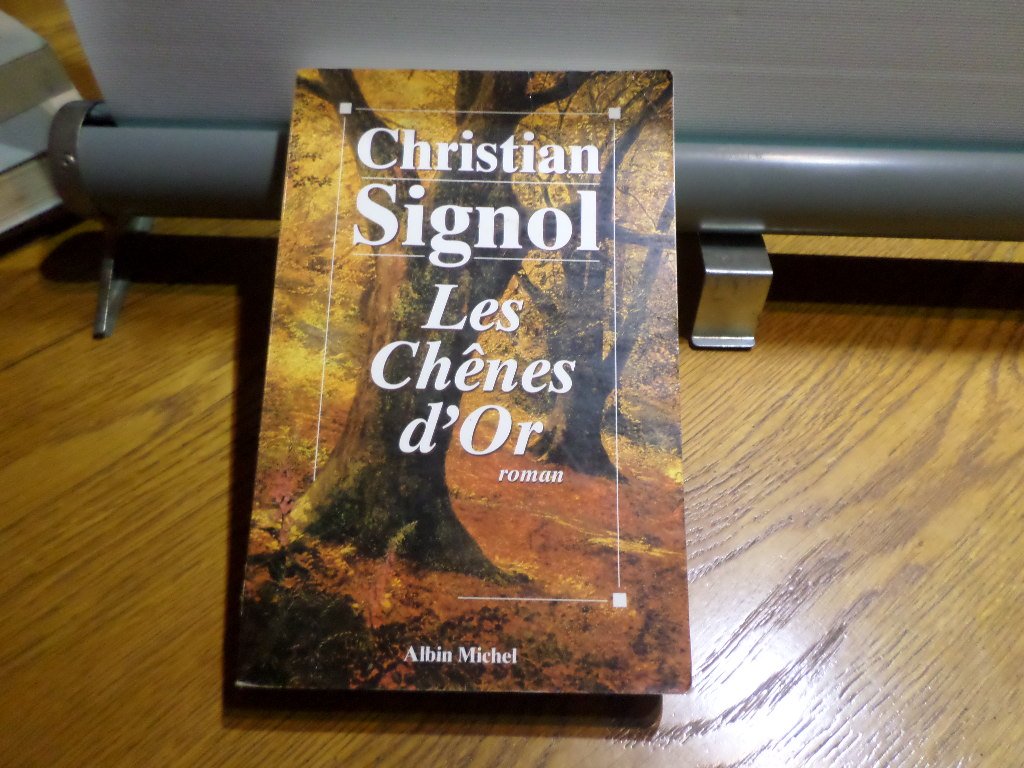 Christian
Signol
Les
Chênes
d'Or
roman
Albin Michel